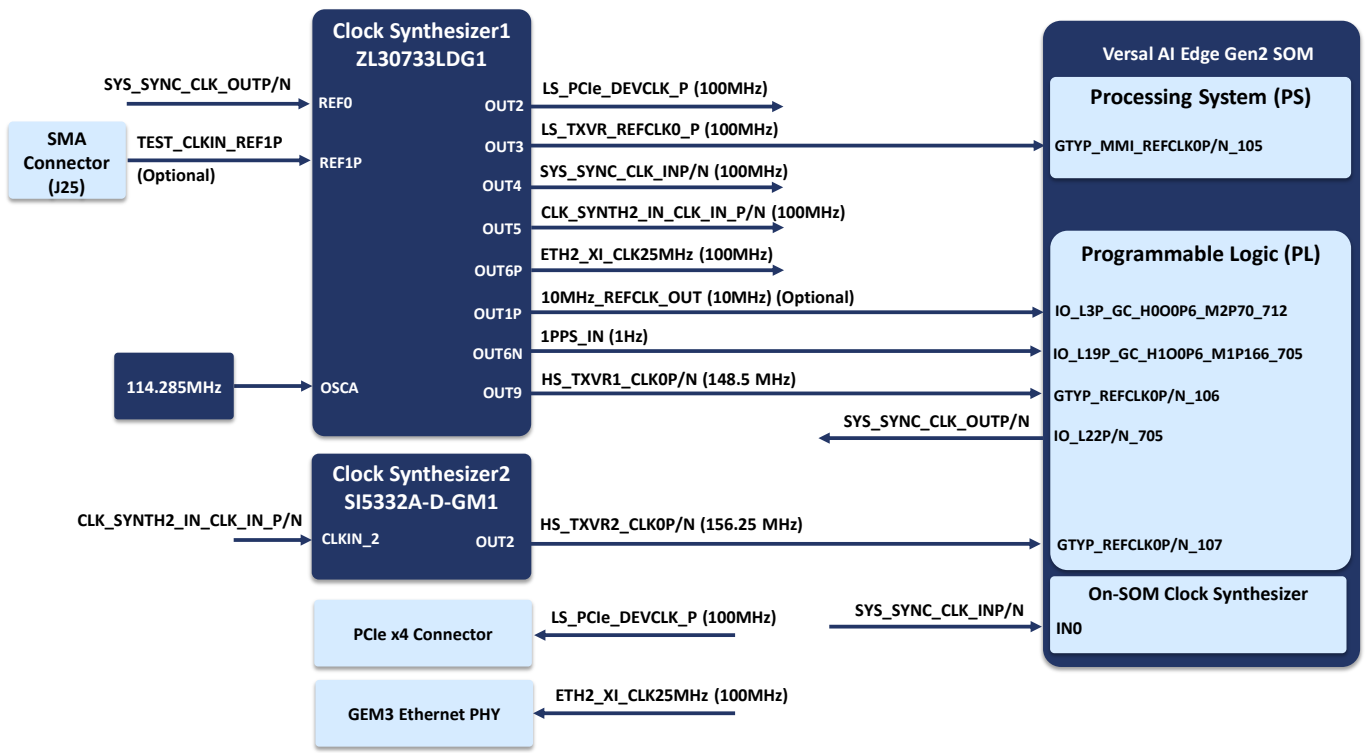 Clock Synthesizer1
ZL30733LDG1
SYS_SYNC_CLK_OUTP/N
REF0
SMA
Connector
(J25)
TEST_CLKIN_REF1P
(Optional)
REF1P
114.285MHz
OSCA
OUT2
LS_PCIe_DEVCLK_P (100MHz)
OUT3
LS_TXVR_REFCLK0_P (100MHz)
OUT4
SYS_SYNC_CLK_INP/N (100MHz)
OUT5
CLK_SYNTH2_IN_CLK_IN_P/N (100MHz)
OUT6P
ETH2_XI_CLK25MHz (100MHz)
OUT1P
10MHz_REFCLK_OUT (10MHz) (Optional)
OUT6N
1PPS_IN (1Hz)
OUT9
HS_TXVR1_CLK0P/N (148.5 MHz)
SYS_SYNC_CLK_OUTP/N
Clock Synthesizer2
SI5332A-D-GM1
CLK_SYNTH2_IN_CLK_IN_P/N
CLKIN_2
OUT2
HS_TXVR2_CLK0P/N (156.25 MHz)
PCIe x4 Connector
LS_PCIe_DEVCLK_P (100MHz)
GEM3 Ethernet PHY
ETH2_XI_CLK25MHz (100MHz)
SYS_SYNC_CLK_INP/N
Versal AI Edge Gen2 SOM
Processing System (PS)
GTYP_MMI_REFCLK0P/N_105
Programmable Logic (PL)
IO_L3P_GC_H0O0P6_M2P70_712
IO_L19P_GC_H1O0P6_M1P166_705
GTYP_REFCLK0P/N_106
IO_L22P/N_705
GTYP_REFCLK0P/N_107
On-SOM Clock Synthesizer
IN0